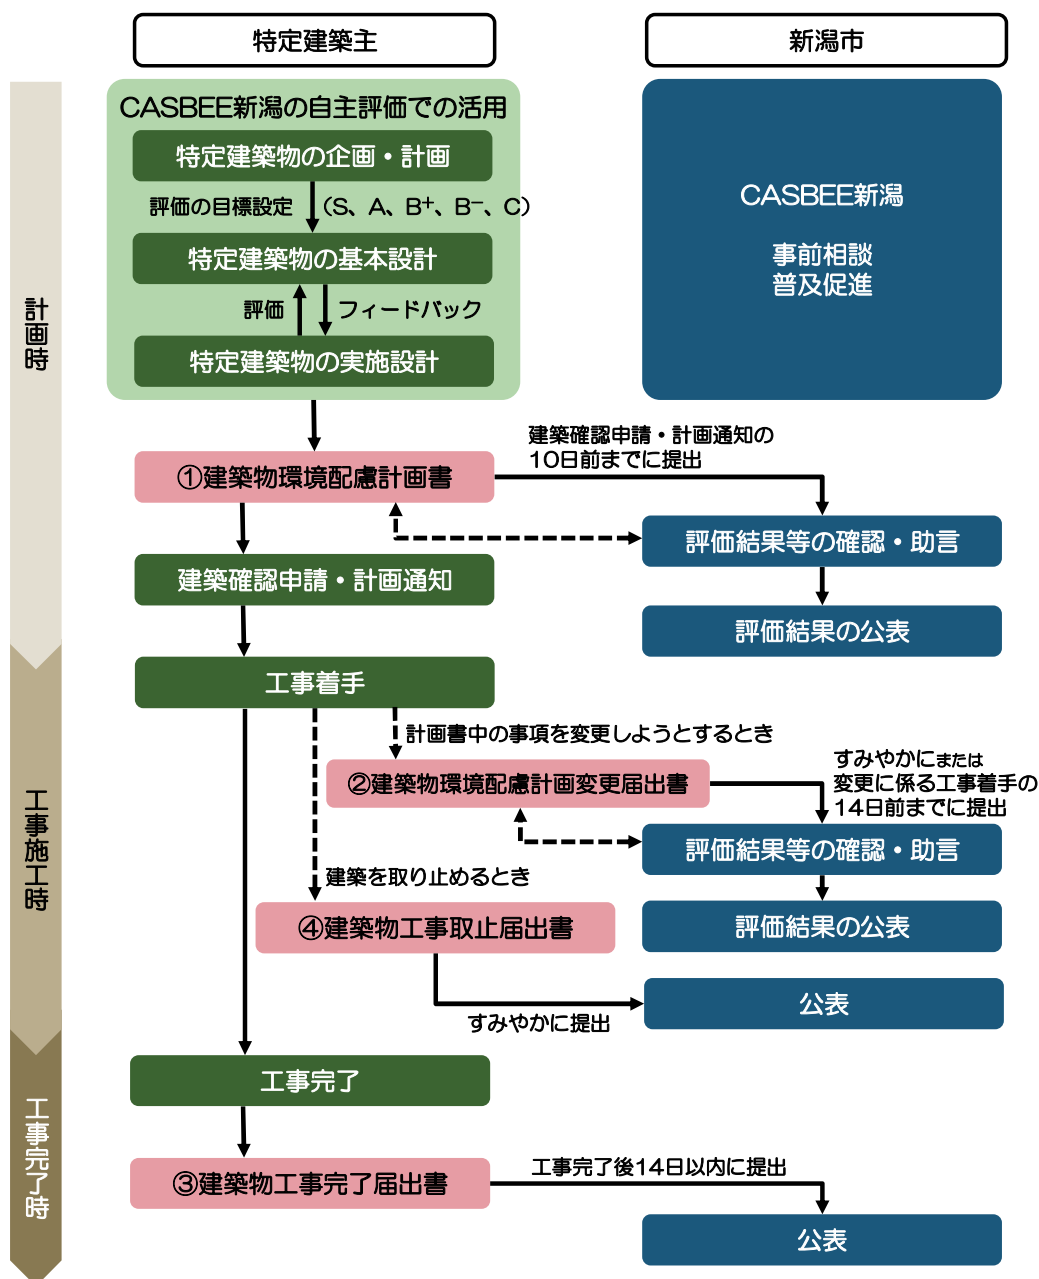 特定建築主
新潟市
計画時
CASBEE新潟の自主評価での活用
特定建築物の企画・計画
評価の目標設定 (S、A、B⁺、B⁻、C)
特定建築物の基本設計
評価
フィードバック
特定建築物の実施設計
CASBEE新潟
事前相談
普及促進
建築確認申請・計画通知の
10日前までに提出
①建築物環境配慮計画書
評価結果等の確認・助言
建築確認申請・計画通知
評価結果の公表
工事施工時
工事着手
計画書中の事項を変更しようとするとき
②建築物環境配慮計画変更届出書
すみやかにまたは
変更に係る工事着手の
14日前までに提出
評価結果等の確認・助言
建築を取り止めるとき
④建築物工事取止届出書
評価結果の公表
すみやかに提出
公表
工事完了時
工事完了
③建築物工事完了届出書
工事完了後14日以内に提出
公表